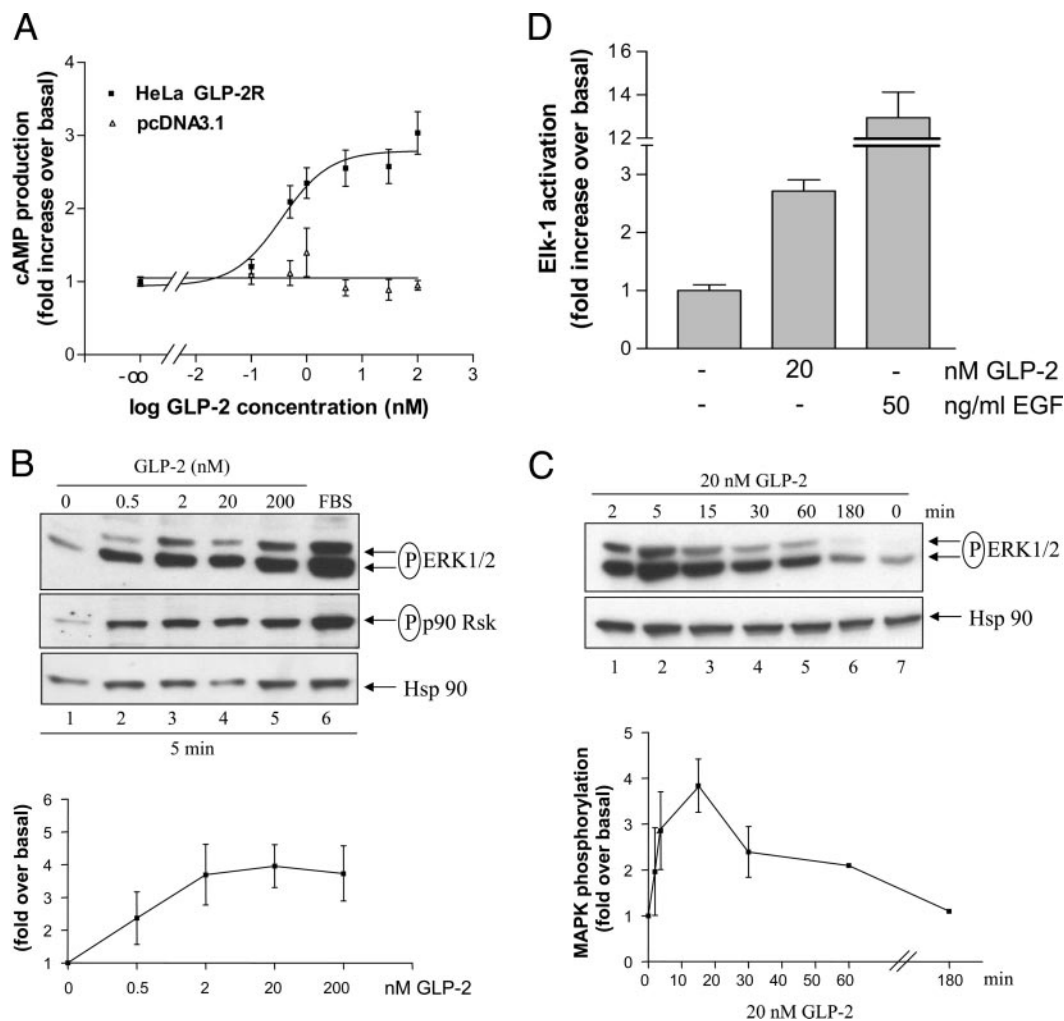 A
cAMP production
(fold increase over basal)
4
3
2
1
0
HeLa GLP-2R
pcDNA3.1
-∞ -2 -1 0 1 2 3
log GLP-2 concentration (nM)
D
Elk-1 activation
(fold increase over basal)
16
14
12
3
2
1
0
- 20 - nM GLP-2
- - 50 ng/ml EGF
B
GLP-2 (nM)
0 0.5 2 20 200 FBS
P ERK1/2
P p90 Rsk
Hsp 90
1 2 3 4 5 6
5 min
(fold over basal)
6
5
4
3
2
1
0 0.5 2 20 200 nM GLP-2
C
20 nM GLP-2
2 5 15 30 60 180 0 min
P ERK1/2
Hsp 90
1 2 3 4 5 6 7
MAPK phosphorylation
(fold over basal)
5
4
3
2
1
0
0 10 20 30 40 50 60 180 min
20 nM GLP-2